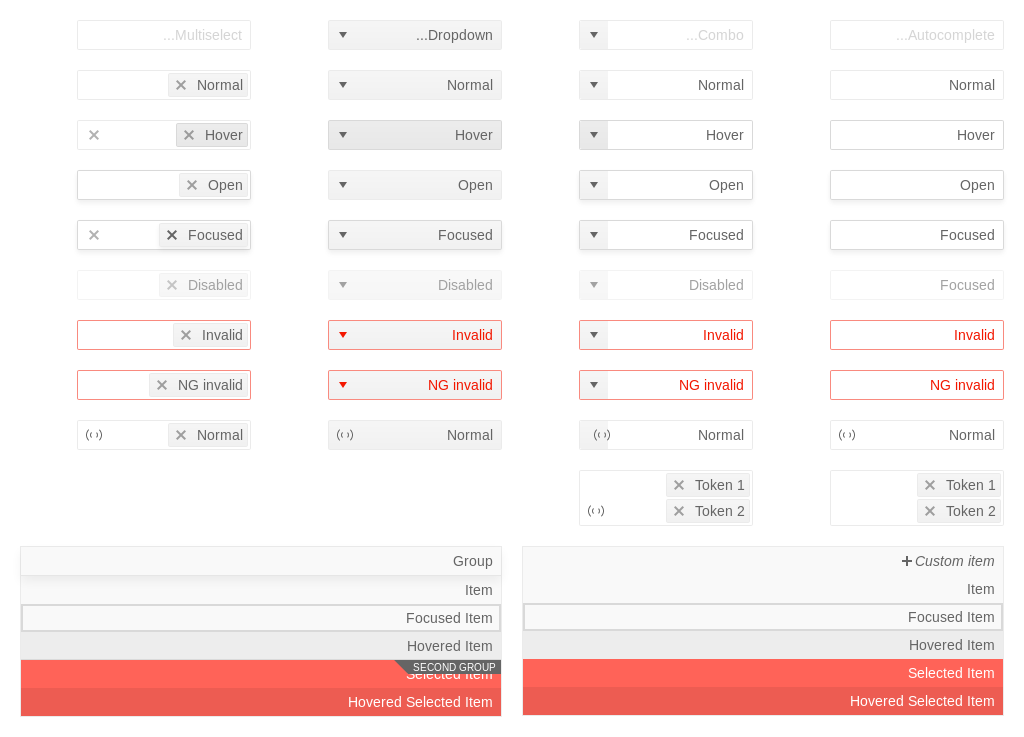 ...Multiselect
...Dropdown
...Combo
...Autocomplete
Normal
Normal
Normal
Normal
Hover
Hover
Hover
Hover
Open
Open
Open
Open
Focused
Focused
Focused
Focused
Disabled
Disabled
Disabled
Focused
Invalid
Invalid
Invalid
Invalid
NG invalid
NG invalid
NG invalid
NG invalid
Normal
Normal
Normal
Normal
Token 1
Token 1
Token 2
Token 2
Group
Item
Focused Item
Hovered Item
SECOND GROUP
Selected Item
Hovered Selected Item
Custom item
Item
Focused Item
Hovered Item
Selected Item
Hovered Selected Item